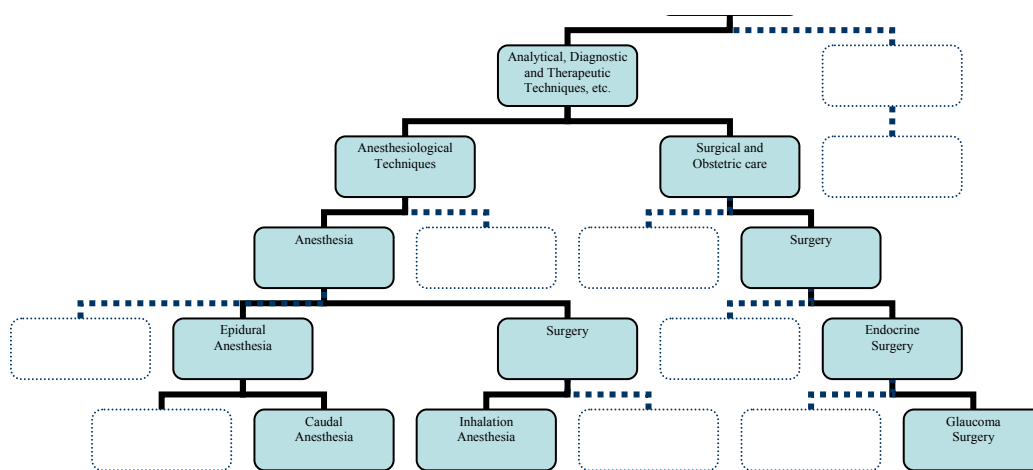 Analytical, Diagnostic
and Therapeutic
Techniques, etc.
Anesthesiological
Techniques
Surgical and
Obstetric care
Anesthesia
Surgery
Epidural
Anesthesia
Surgery
Endocrine
Surgery
Caudal
Anesthesia
Inhalation
Anesthesia
Glaucoma
Surgery